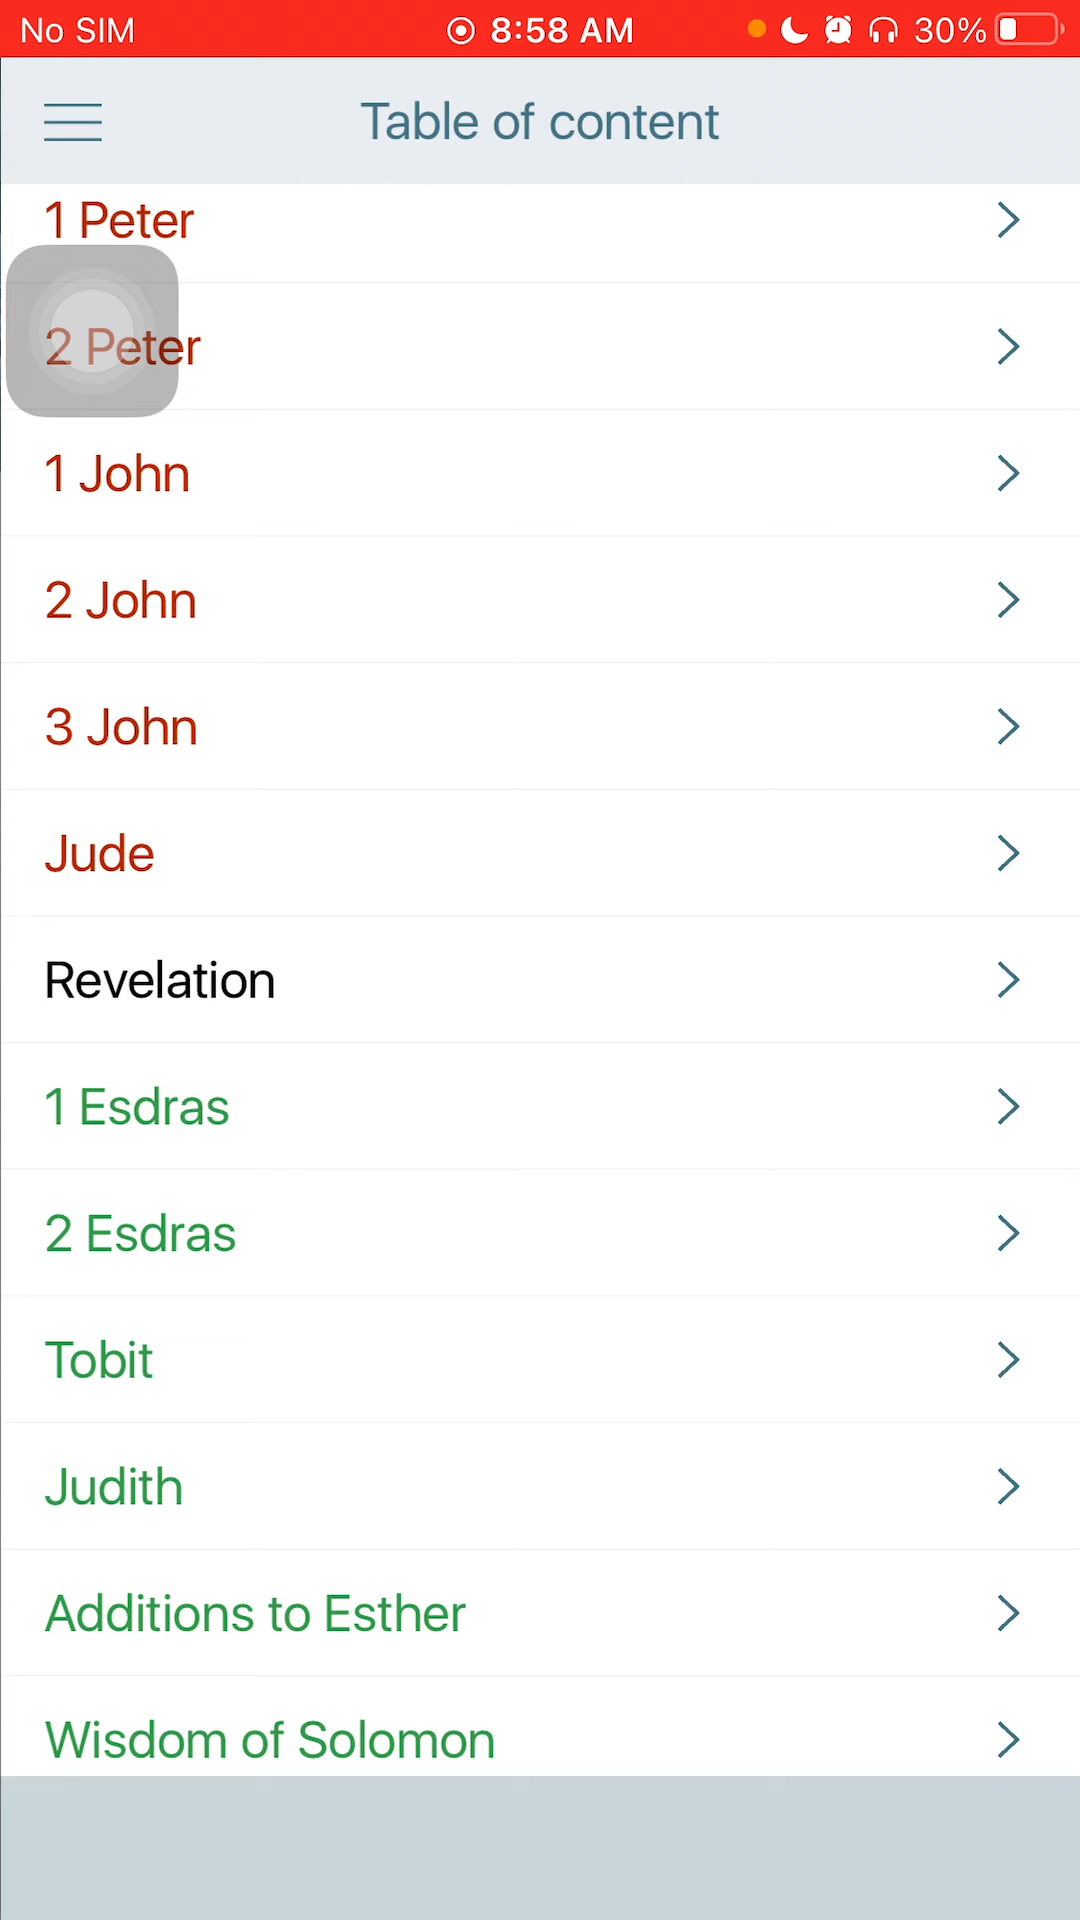 No SIM 8:58 AM 30%
Table of content
1 Peter
2 Peter
1 John
2 John
3 John
Jude
Revelation
1 Esdras
2 Esdras
Tobit
Judith
Additions to Esther
Wisdom of Solomon